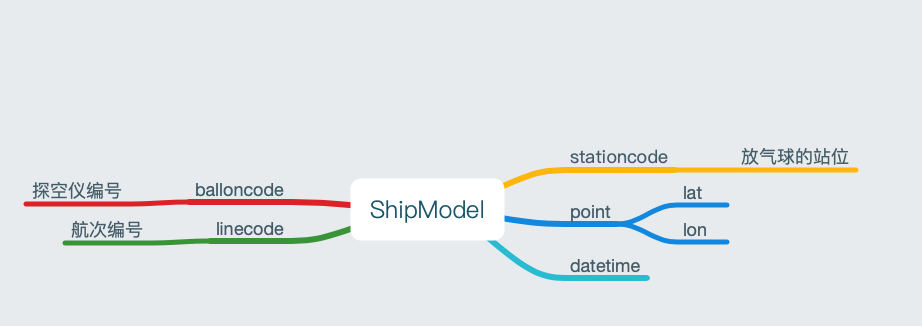 stationcode 放气球的站位
探空仪编号 balloncode
lat
ShipModel
point
航次编号 linecode
lon
datetime